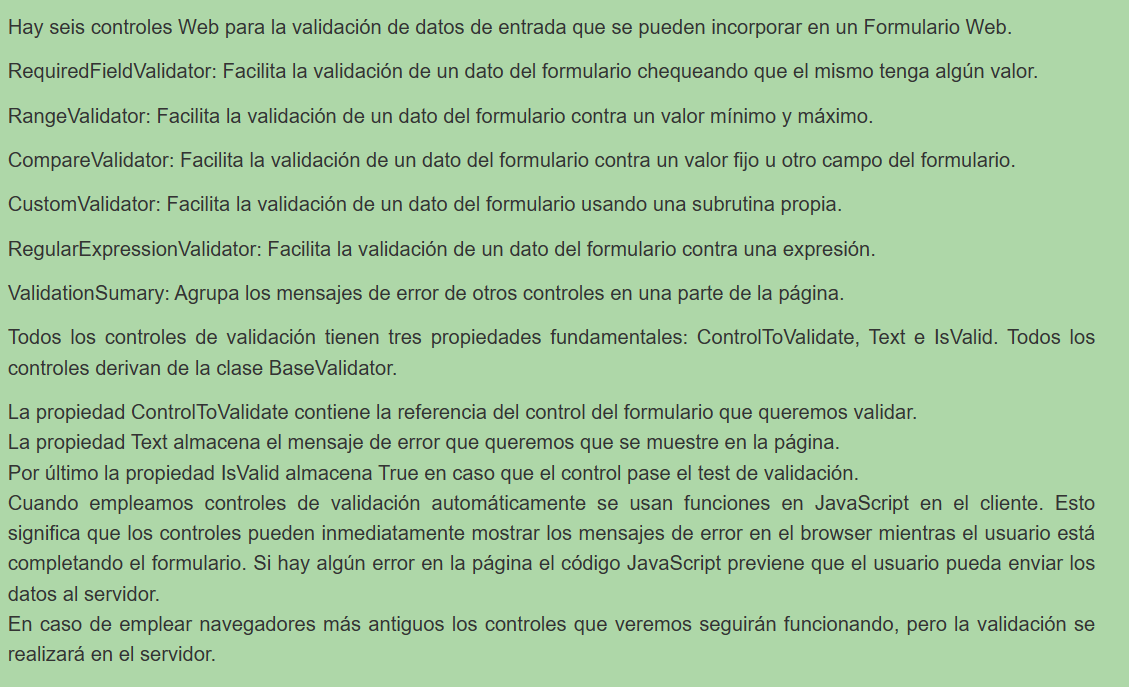 Hay seis controles Web para la validación de datos de entrada que se pueden incorporar en un Formulario Web.
RequiredFieldValidator: Facilita la validación de un dato del formulario chequeando que el mismo tenga algún valor.
RangeValidator: Facilita la validación de un dato del formulario contra un valor mínimo y máximo.
CompareValidator: Facilita la validación de un dato del formulario contra un valor fijo u otro campo del formulario.
CustomValidator: Facilita la validación de un dato del formulario usando una subrutina propia.
RegularExpressionValidator: Facilita la validación de un dato del formulario contra una expresión.
ValidationSumary: Agrupa los mensajes de error de otros controles en una parte de la página.
Todos los controles de validación tienen tres propiedades fundamentales: ControlToValidate, Text e IsValid. Todos los
controles derivan de la clase BaseValidator.
La propiedad ControlToValidate contiene la referencia del control del formulario que queremos validar.
La propiedad Text almacena el mensaje de error que queremos que se muestre en la página.
Por último la propiedad IsValid almacena True en caso que el control pase el test de validación.
Cuando empleamos controles de validación automáticamente se usan funciones en JavaScript en el cliente. Esto
significa que los controles pueden inmediatamente mostrar los mensajes de error en el browser mientras el usuario está
completando el formulario. Si hay algún error en la página el código JavaScript previene que el usuario pueda enviar los
datos al servidor.
En caso de emplear navegadores más antiguos los controles que veremos seguirán funcionando, pero la validación se
realizará en el servidor.